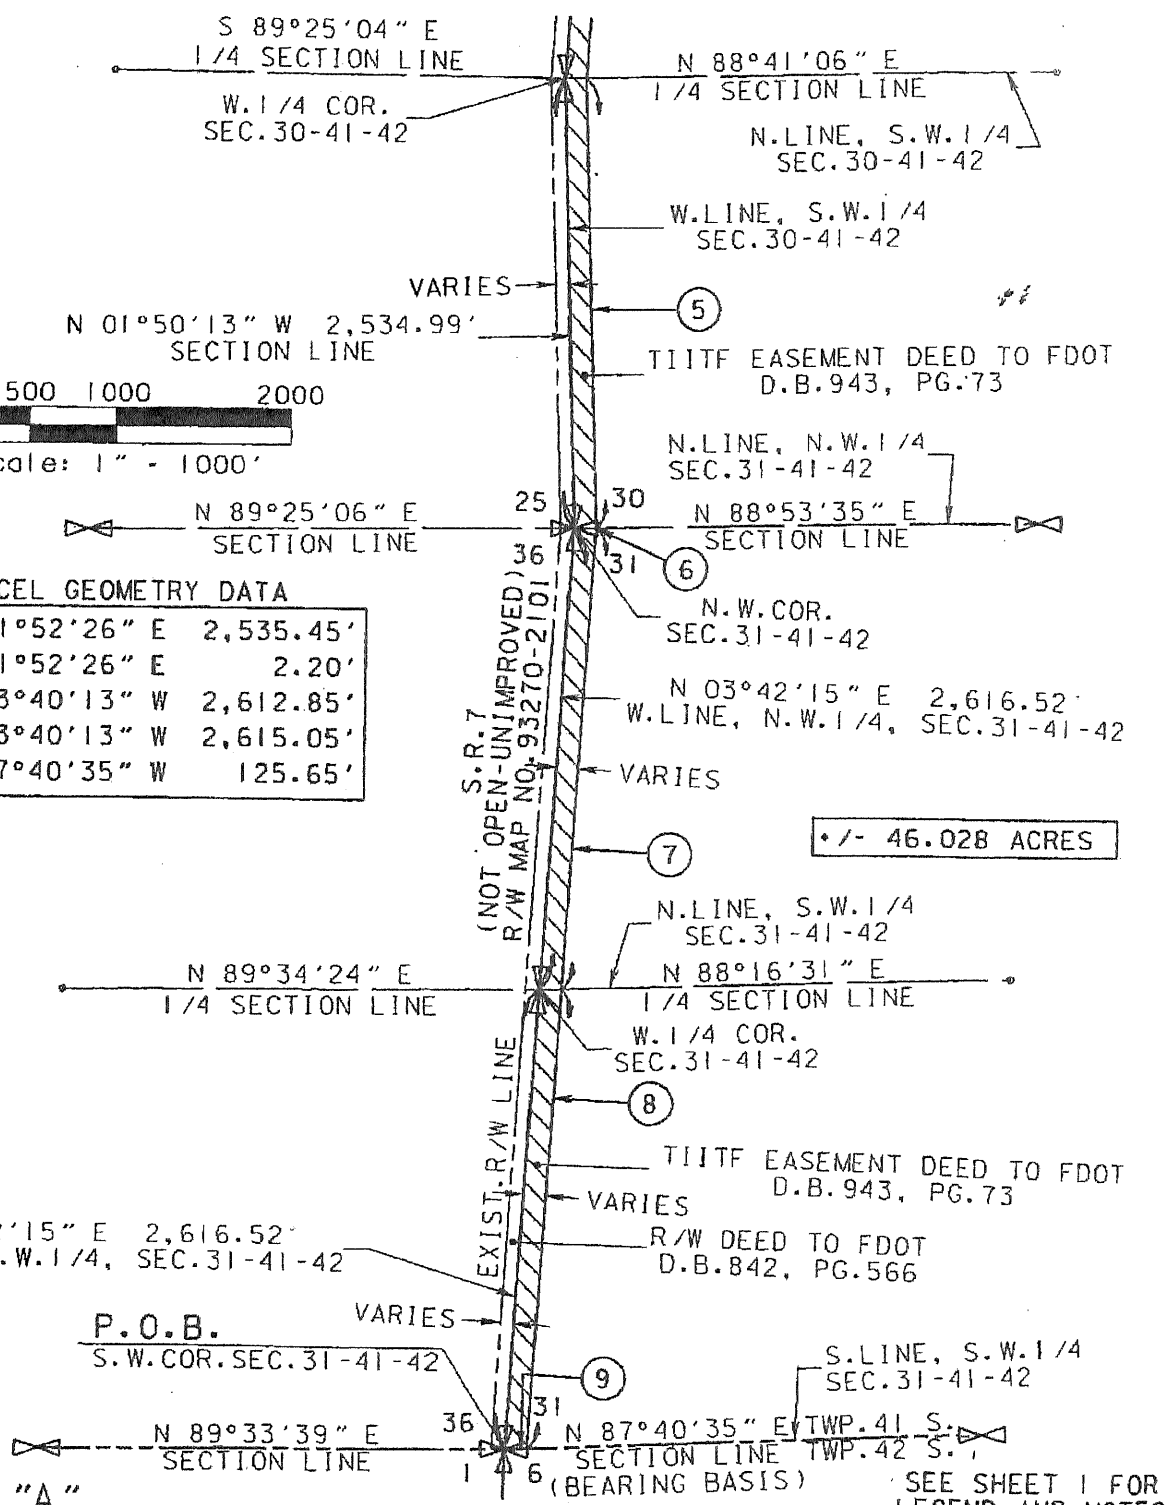 S 89°25'04" E
1/4 SECTION LINE
N 88°41'06" E
1/4 SECTION LINE
W.1/4 COR.
SEC.30-41-42
N.LINE, S.W.1/4
SEC.30-41-42
W.LINE, S.W.1/4
SEC.30-41-42
VARIES
5
N 01°50'13" W 2,534.99'
SECTION LINE
TIITF EASEMENT DEED TO FDOT
D.B.943, PG.73
500 1000 2000
cale: 1" - 1000'
N.LINE, N.W.1/4
SEC.31-41-42
N 89°25'06" E
SECTION LINE
25
30
36
31
N 88°53'35" E
SECTION LINE
6
N.W.COR.
SEC.31-41-42
CEL GEOMETRY DATA
1°52'26" E 2,535.45'
1°52'26" E 2.20'
3°40'13" W 2,612.85'
3°40'13" W 2,615.05'
7°40'35" W 125.65'
S.R.7
(NOT OPEN-UNIMPROVED)
R/W MAP NO.93270-2101
N 03°42'15" E 2,616.52'
W.LINE, N.W.1/4, SEC.31-41-42
VARIES
+/- 46.028 ACRES
7
N.LINE, S.W.1/4
SEC.31-41-42
N 89°34'24" E
1/4 SECTION LINE
N 88°16'31" E
1/4 SECTION LINE
W.1/4 COR.
SEC.31-41-42
EXIST.R/W LINE
8
TIITF EASEMENT DEED TO FDOT
D.B.943, PG.73
VARIES
'15" E 2,616.52'
.W.1/4, SEC.31-41-42
R/W DEED TO FDOT
D.B.842, PG.566
VARIES
P.O.B.
S.W.COR.SEC.31-41-42
9
S.LINE, S.W.1/4
SEC.31-41-42
36
31
N 89°33'39" E
SECTION LINE
1
6
N 87°40'35" E
SECTION LINE
(BEARING BASIS)
TWP.41 S.
TWP.42 S.
"A"
SEE SHEET 1 FOR
LEGEND AND NOTES